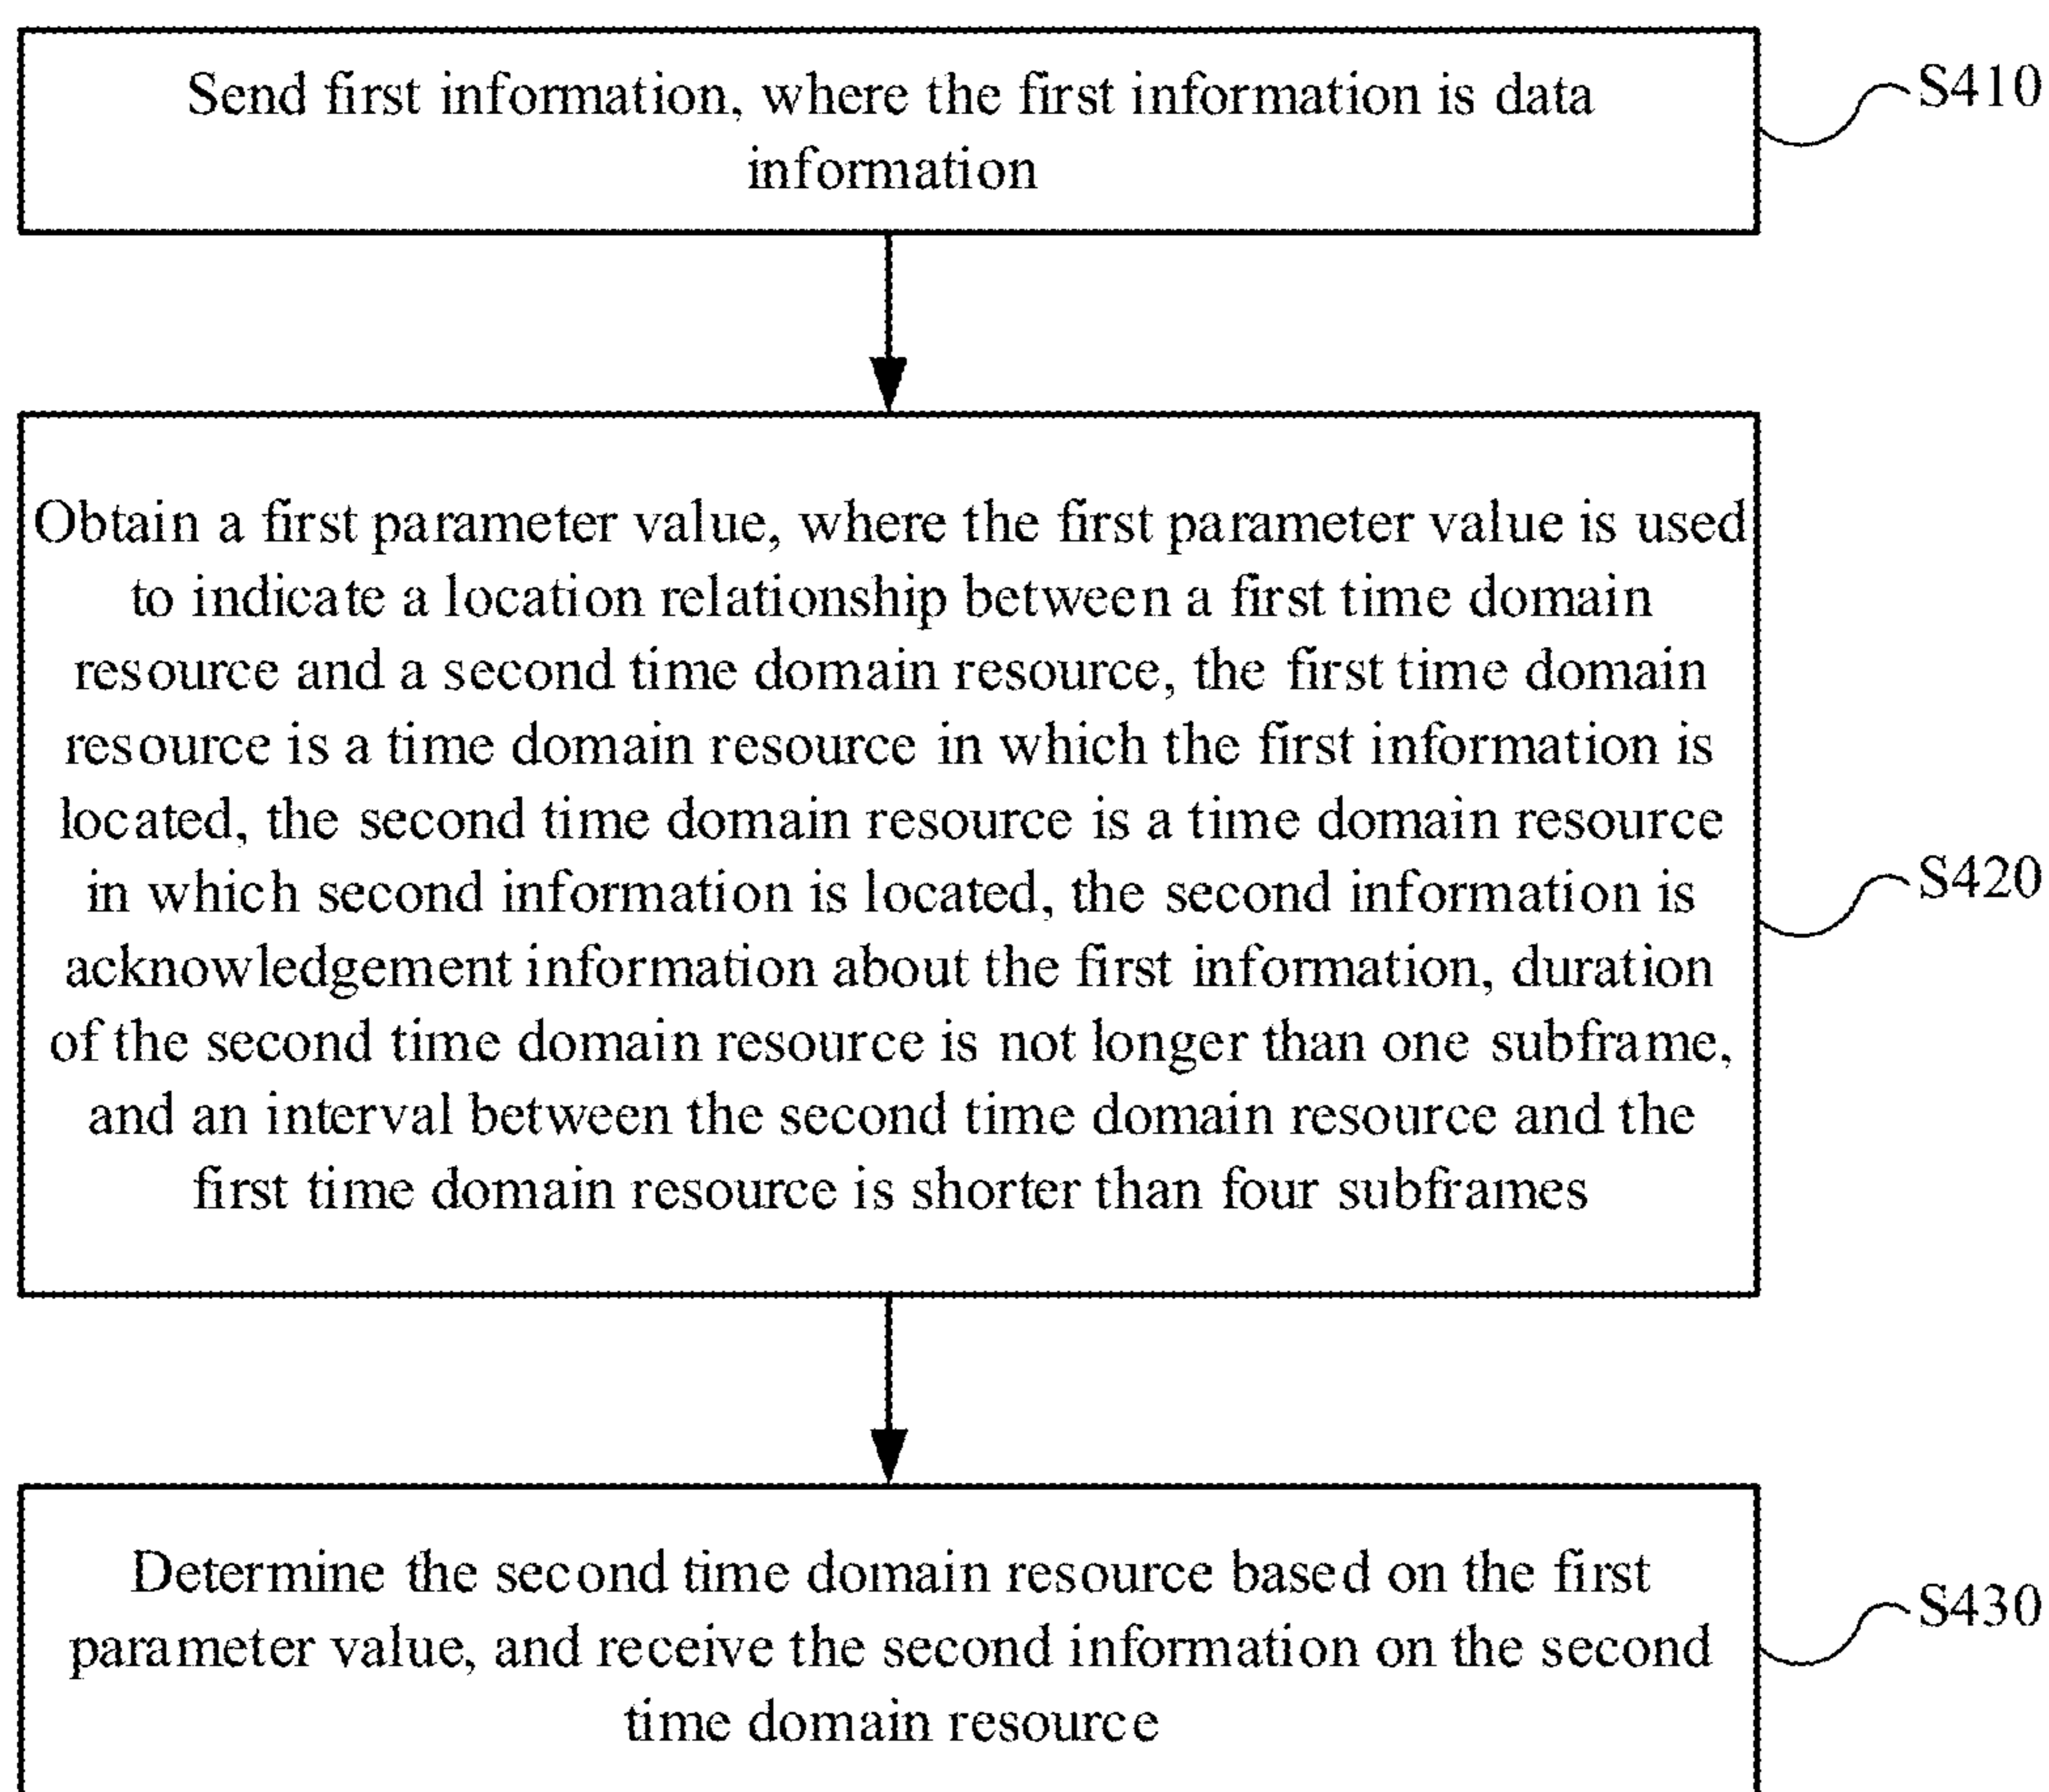 Send first information, where the first information is data
information
S410
Obtain a first parameter value, where the first parameter value is used
to indicate a location relationship between a first time domain
resource and a second time domain resource, the first time domain
resource is a time domain resource in which the first information is
located, the second time domain resource is a time domain resource
in which second information is located, the second information is
acknowledgement information about the first information, duration
of the second time domain resource is not longer than one subframe,
and an interval between the second time domain resource and the
first time domain resource is shorter than four subframes
S420
Determine the second time domain resource based on the first
parameter value, and receive the second information on the second
time domain resource
S430